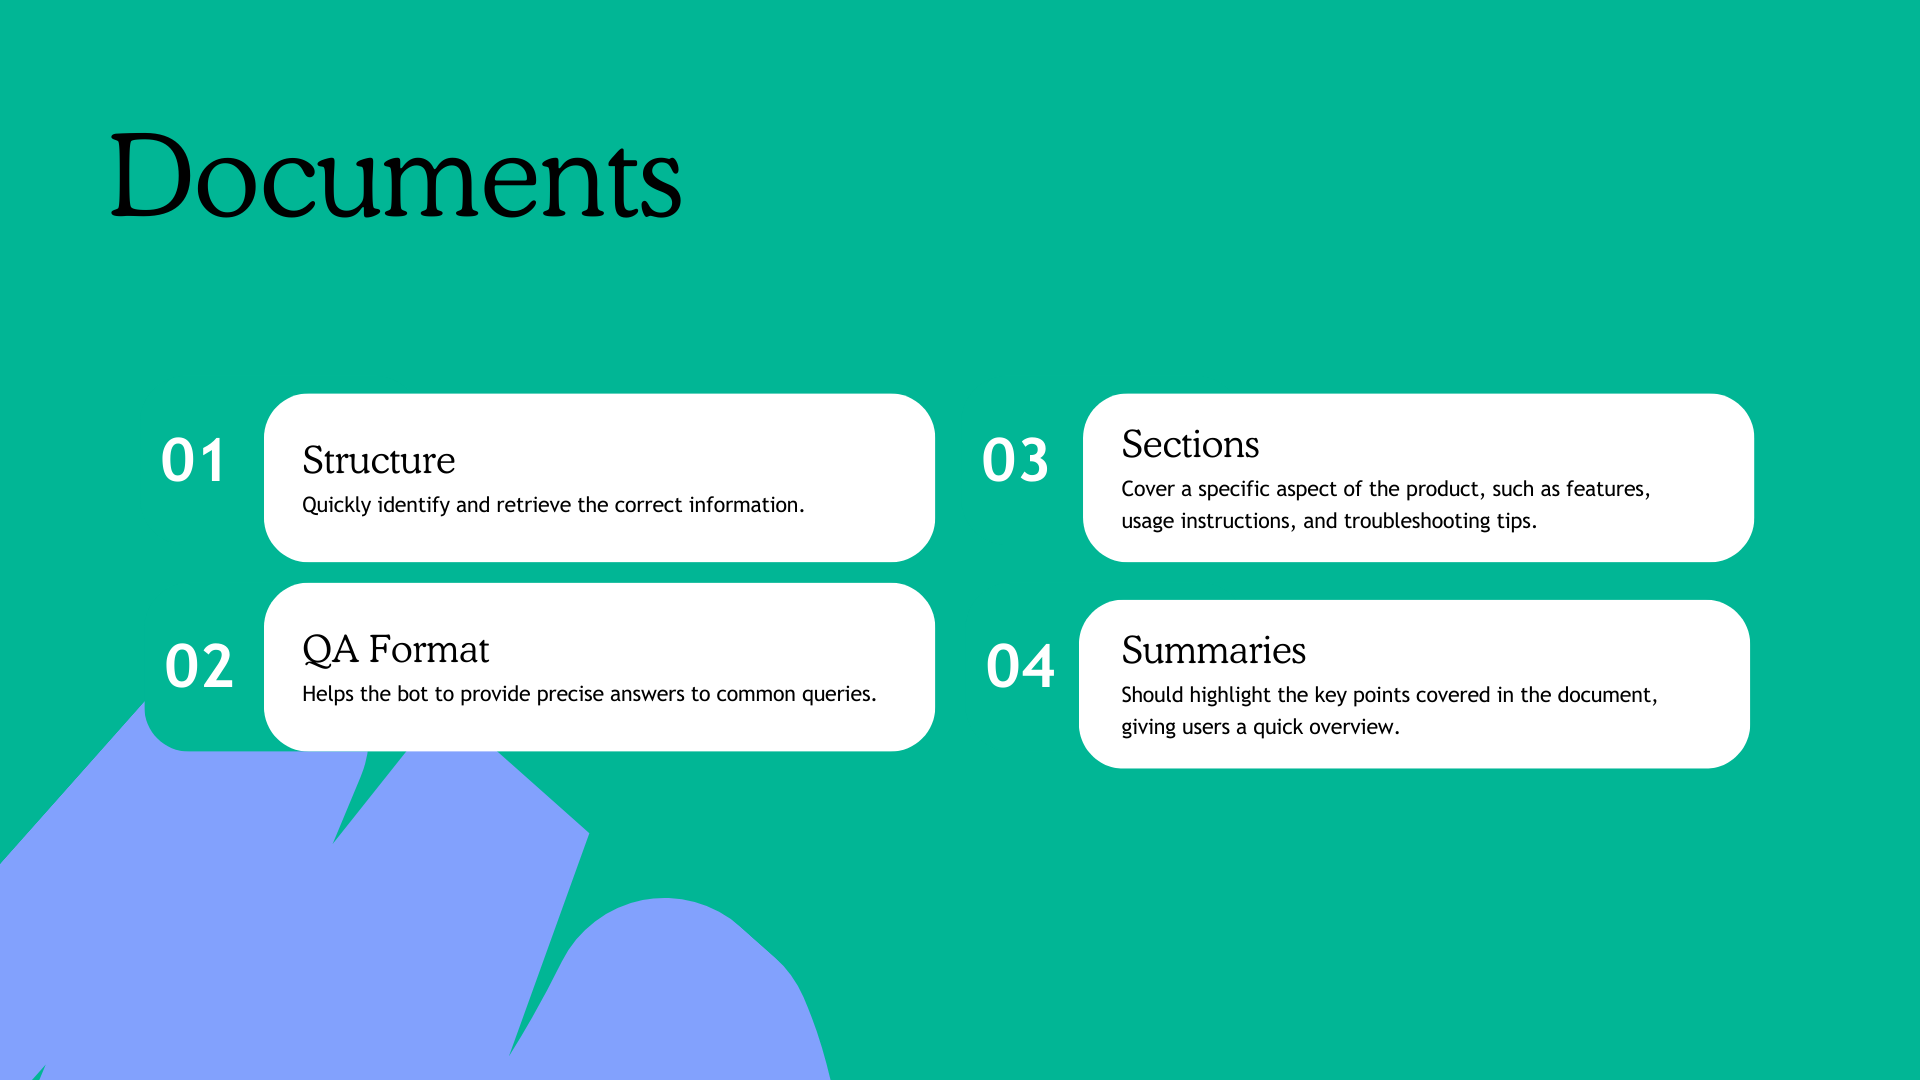 Documents
01
Structure
Quickly identify and retrieve the correct information.
02
QA Format
Helps the bot to provide precise answers to common queries.
03
Sections
Cover a specific aspect of the product, such as features,
usage instructions, and troubleshooting tips.
04
Summaries
Should highlight the key points covered in the document,
giving users a quick overview.